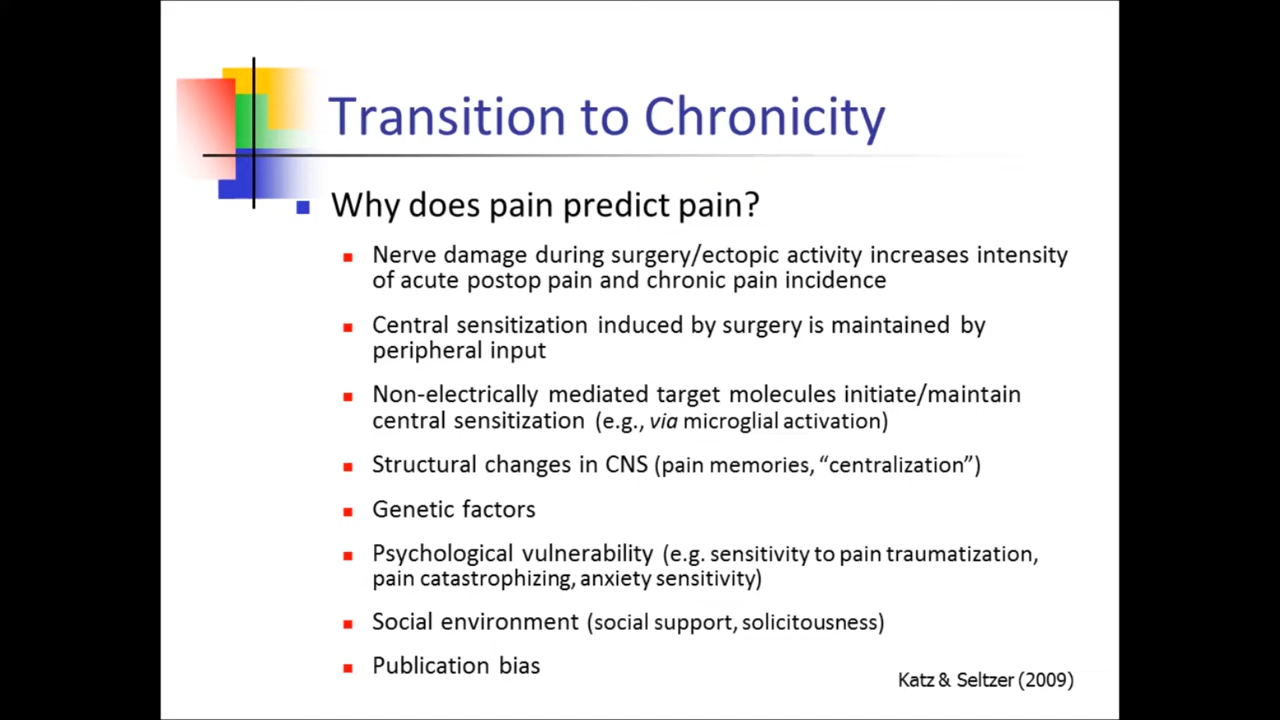 Transition to Chronicity
Why does pain predict pain?
Nerve damage during surgery/ectopic activity increases intensity
of acute postop pain and chronic pain incidence
Central sensitization induced by surgery is maintained by
peripheral input
Non-electrically mediated target molecules initiate/maintain
central sensitization (e.g., via microglial activation)
Structural changes in CNS (pain memories, “centralization”)
Genetic factors
Psychological vulnerability (e.g. sensitivity to pain traumatization,
pain catastrophizing, anxiety sensitivity)
Social environment (social support, solicitousness)
Publication bias
Katz & Seltzer (2009)